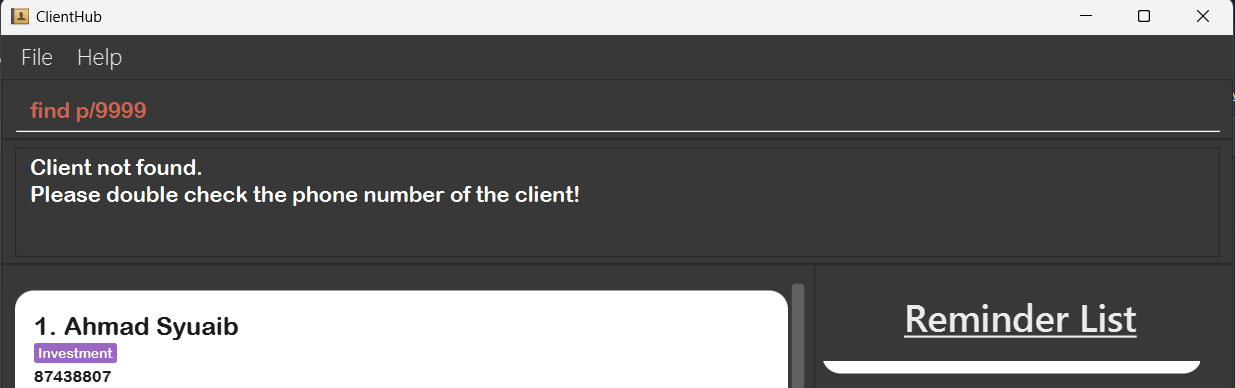 ClientHub
File Help
find p/9999
Client not found.
Please double check the phone number of the client!
1. Ahmad Syuaib
Investment
87438807
Reminder List